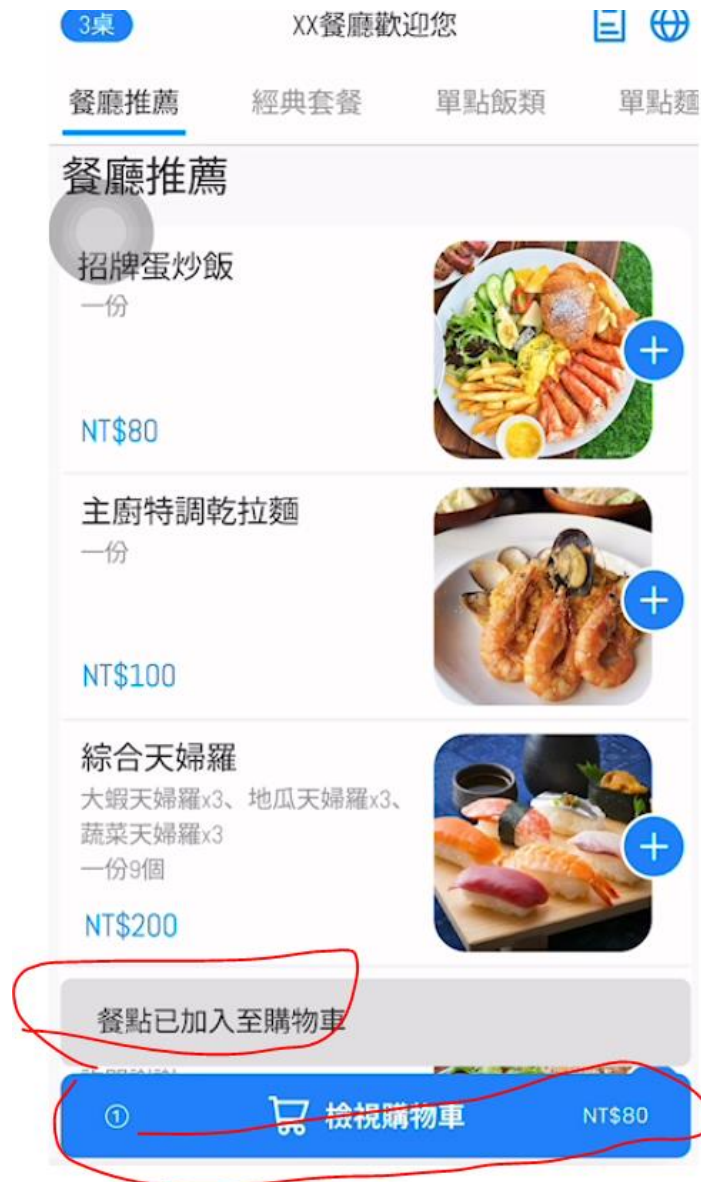 3桌
XX餐廳歡迎您
餐廳推薦 經典套餐 單點飯類 單點麵
餐廳推薦
招牌蛋炒飯
一份
NT$80
主廚特調乾拉麵
一份
NT$100
綜合天婦羅
大蝦天婦羅x3、地瓜天婦羅x3、
蔬菜天婦羅x3
一份9個
NT$200
餐點已加入至購物車
① 檢視購物車 NT$80